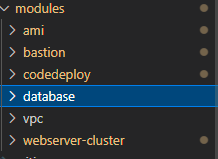 modules
ami
bastion
codedeploy
database
vpc
webserver-cluster